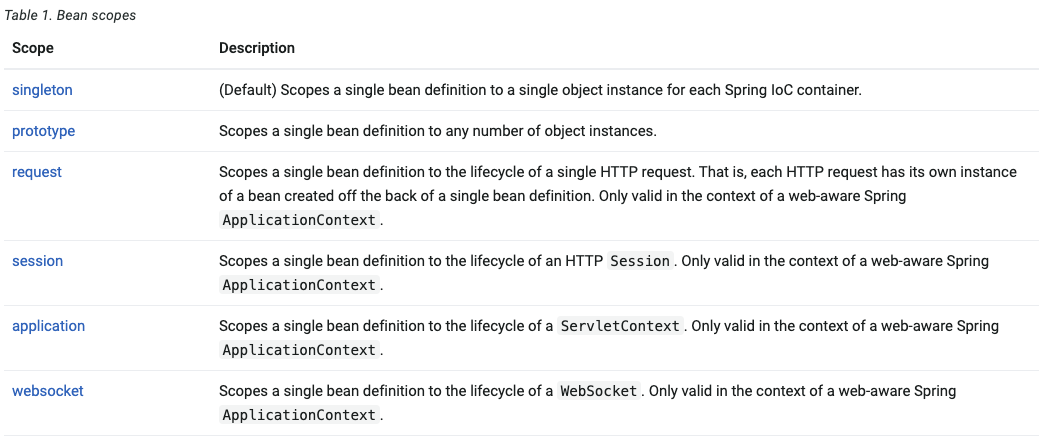 Table 1. Bean scopes
Scope Description
singleton (Default) Scopes a single bean definition to a single object instance for each Spring IoC container.
prototype Scopes a single bean definition to any number of object instances.
request Scopes a single bean definition to the lifecycle of a single HTTP request. That is, each HTTP request has its own instance
of a bean created off the back of a single bean definition. Only valid in the context of a web-aware Spring
ApplicationContext.
session Scopes a single bean definition to the lifecycle of an HTTP Session. Only valid in the context of a web-aware Spring
ApplicationContext.
application Scopes a single bean definition to the lifecycle of a ServletContext. Only valid in the context of a web-aware Spring
ApplicationContext.
websocket Scopes a single bean definition to the lifecycle of a WebSocket. Only valid in the context of a web-aware Spring
ApplicationContext.